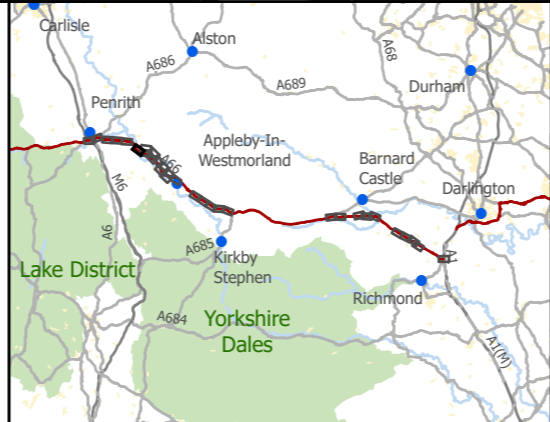 Carlisle
Alston
A686
A68
A689
Durham
Penrith
Appleby-In-
Westmorland
A66
Barnard
Castle
Darlington
M6
A6
A685
Kirkby
Stephen
A1
Lake District
Richmond
A684
Yorkshire
Dales
A1(M)